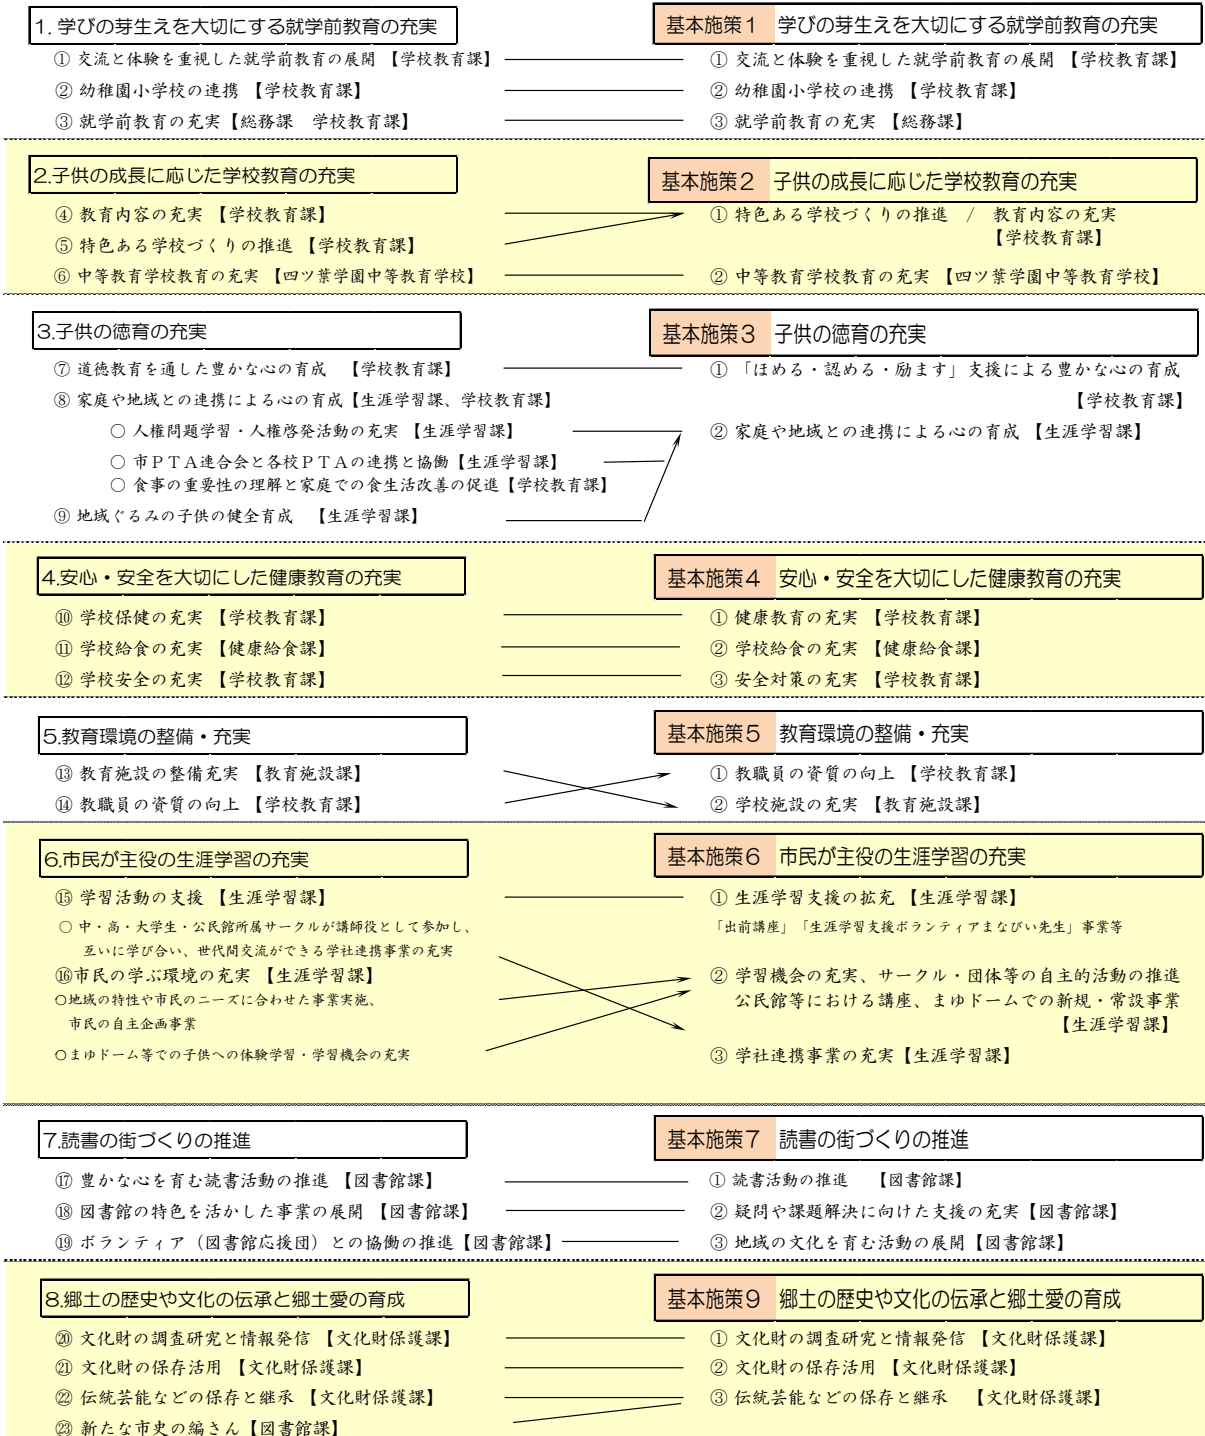 1. 学びの芽生えを大切にする就学前教育の充実
① 交流と体験を重視した就学前教育の展開 【学校教育課】
② 幼稚園小学校の連携 【学校教育課】
③ 就学前教育の充実【総務課　学校教育課】
基本施策１ 学びの芽生えを大切にする就学前教育の充実
① 交流と体験を重視した就学前教育の展開 【学校教育課】
② 幼稚園小学校の連携 【学校教育課】
③ 就学前教育の充実 【総務課】
2.子供の成長に応じた学校教育の充実
④ 教育内容の充実 【学校教育課】
⑤ 特色ある学校づくりの推進 【学校教育課】
⑥ 中等教育学校教育の充実 【四ツ葉学園中等教育学校】
基本施策２ 子供の成長に応じた学校教育の充実
① 特色ある学校づくりの推進 / 教育内容の充実
【学校教育課】
② 中等教育学校教育の充実 【四ツ葉学園中等教育学校】
3.子供の徳育の充実
⑦ 道徳教育を通した豊かな心の育成 【学校教育課】
⑧ 家庭や地域との連携による心の育成【生涯学習課、学校教育課】
○ 人権問題学習・人権啓発活動の充実 【生涯学習課】
○ 市ＰＴＡ連合会と各校ＰＴＡの連携と協働【生涯学習課】
○ 食事の重要性の理解と家庭での食生活改善の促進【学校教育課】
⑨ 地域ぐるみの子供の健全育成 【生涯学習課】
基本施策３ 子供の徳育の充実
① 「ほめる・認める・励ます」支援による豊かな心の育成
【学校教育課】
② 家庭や地域との連携による心の育成 【生涯学習課】
4.安心・安全を大切にした健康教育の充実
⑩ 学校保健の充実 【学校教育課】
⑪ 学校給食の充実 【健康給食課】
⑫ 学校安全の充実 【学校教育課】
基本施策４ 安心・安全を大切にした健康教育の充実
① 健康教育の充実 【学校教育課】
② 学校給食の充実 【健康給食課】
③ 安全対策の充実 【学校教育課】
5.教育環境の整備・充実
⑬ 教育施設の整備充実 【教育施設課】
⑭ 教職員の資質の向上 【学校教育課】
基本施策５ 教育環境の整備・充実
① 教職員の資質の向上 【学校教育課】
② 学校施設の充実 【教育施設課】
6.市民が主役の生涯学習の充実
⑮ 学習活動の支援 【生涯学習課】
○ 中・高・大学生・公民館所属サークルが講師役として参加し、
互いに学び合い、世代間交流ができる学社連携事業の充実
⑯市民の学ぶ環境の充実 【生涯学習課】
○地域の特性や市民のニーズに合わせた事業実施、
市民の自主企画事業
○まゆドーム等での子供への体験学習・学習機会の充実
基本施策６ 市民が主役の生涯学習の充実
① 生涯学習支援の拡充 【生涯学習課】
「出前講座」「生涯学習支援ボランティアまなびい先生」事業等
② 学習機会の充実、サークル・団体等の自主的活動の推進
公民館等における講座、まゆドームでの新規・常設事業
【生涯学習課】
③ 学社連携事業の充実【生涯学習課】
7.読書の街づくりの推進
⑰ 豊かな心を育む読書活動の推進 【図書館課】
⑱ 図書館の特色を活かした事業の展開 【図書館課】
⑲ ボランティア（図書館応援団）との協働の推進【図書館課】
基本施策７ 読書の街づくりの推進
① 読書活動の推進 【図書館課】
② 疑問や課題解決に向けた支援の充実【図書館課】
③ 地域の文化を育む活動の展開【図書館課】
8.郷土の歴史や文化の伝承と郷土愛の育成
⑳ 文化財の調査研究と情報発信 【文化財保護課】
㉑ 文化財の保存活用 【文化財保護課】
㉒ 伝統芸能などの保存と継承 【文化財保護課】
㉓ 新たな市史の編さん【図書館課】
基本施策９ 郷土の歴史や文化の伝承と郷土愛の育成
① 文化財の調査研究と情報発信 【文化財保護課】
② 文化財の保存活用 【文化財保護課】
③ 伝統芸能などの保存と継承 【文化財保護課】